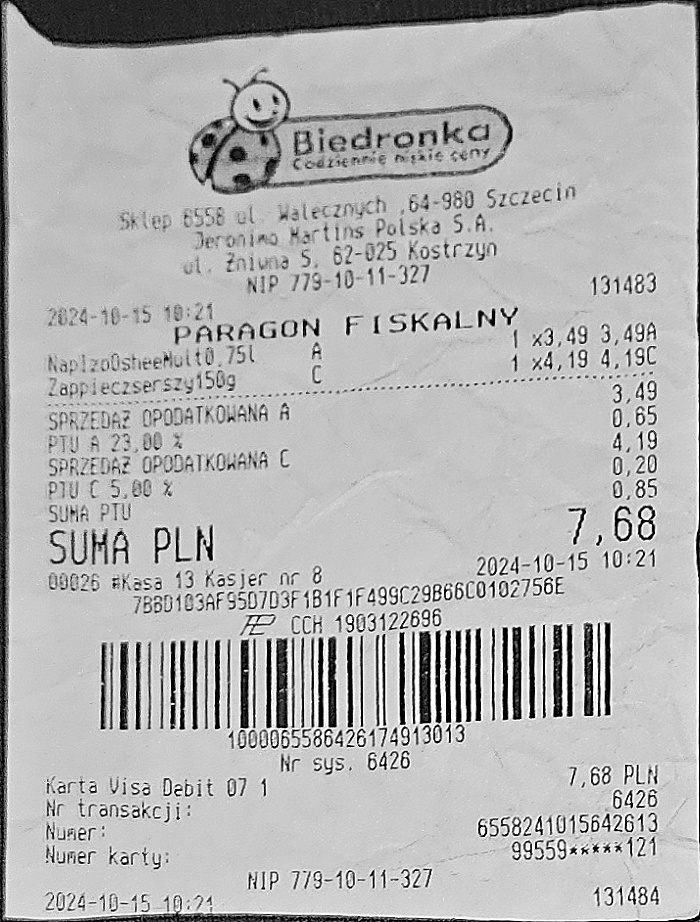 Biedronka
Codziennie niskie ceny
Sklep 6558 ul. Walecznych ,64-980 Szczecin
Jeronimo Martins Polska S.A.
ul. Żniwna 5, 62-025 Kostrzyn
NIP 779-10-11-327
131483
2024-10-15 10:21
PARAGON FISKALNY
NapIzoOsheeMult0,75l A 1 x3,49 3,49A
Zappieczserszy150g C 1 x4,19 4,19C
SPRZEDAŻ OPODATKOWANA A 3,49
PTU A 23,00 % 0,65
SPRZEDAŻ OPODATKOWANA C 4,19
PTU C 5,00 % 0,20
SUMA PTU 0,85
SUMA PLN 7,68
00026 #Kasa 13 Kasjer nr 8 2024-10-15 10:21
7BBD103AF95D7D3F1B1F1F499C29B66C0102756E
CCH 1903122696
1000065586426174913013
Nr sys. 6426
Karta Visa Debit 07 1 7,68 PLN
Nr transakcji: 6426
Numer: 6558241015642613
Numer karty: 99559*****121
NIP 779-10-11-327
2024-10-15 10:21 131484